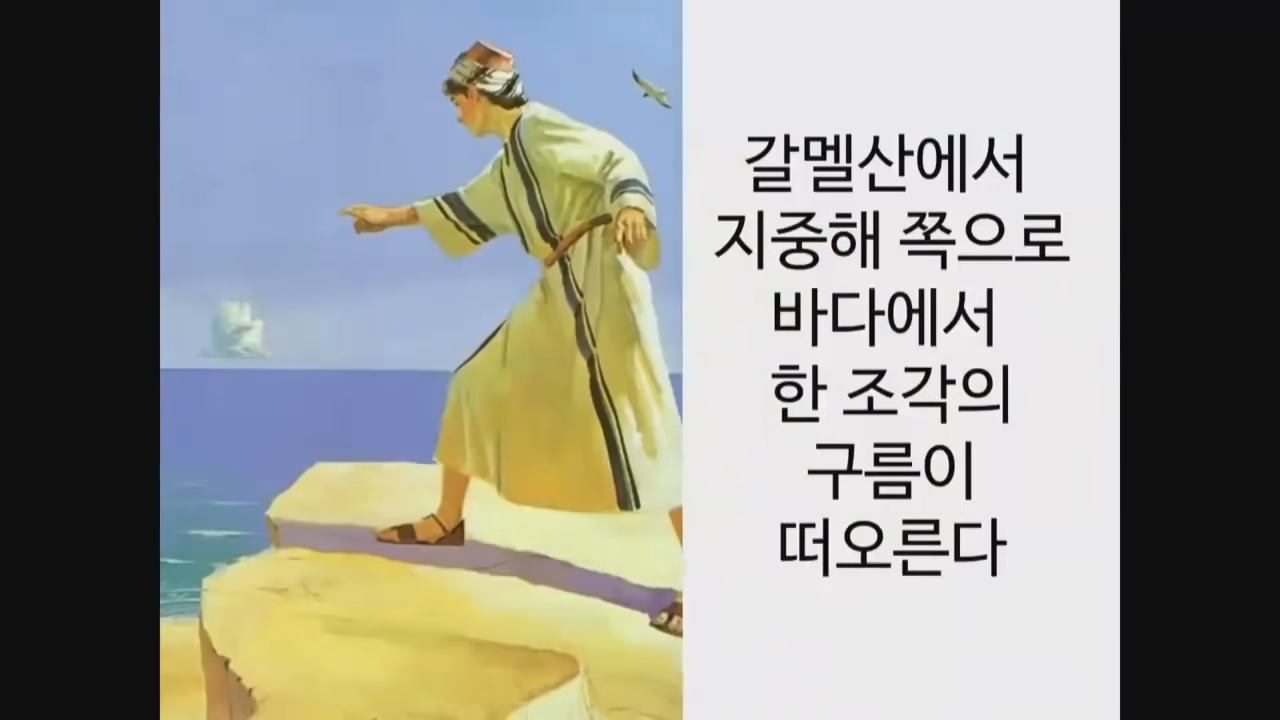 갈멜산에서
지중해 쪽으로
바다에서
한 조각의
구름이
떠오른다